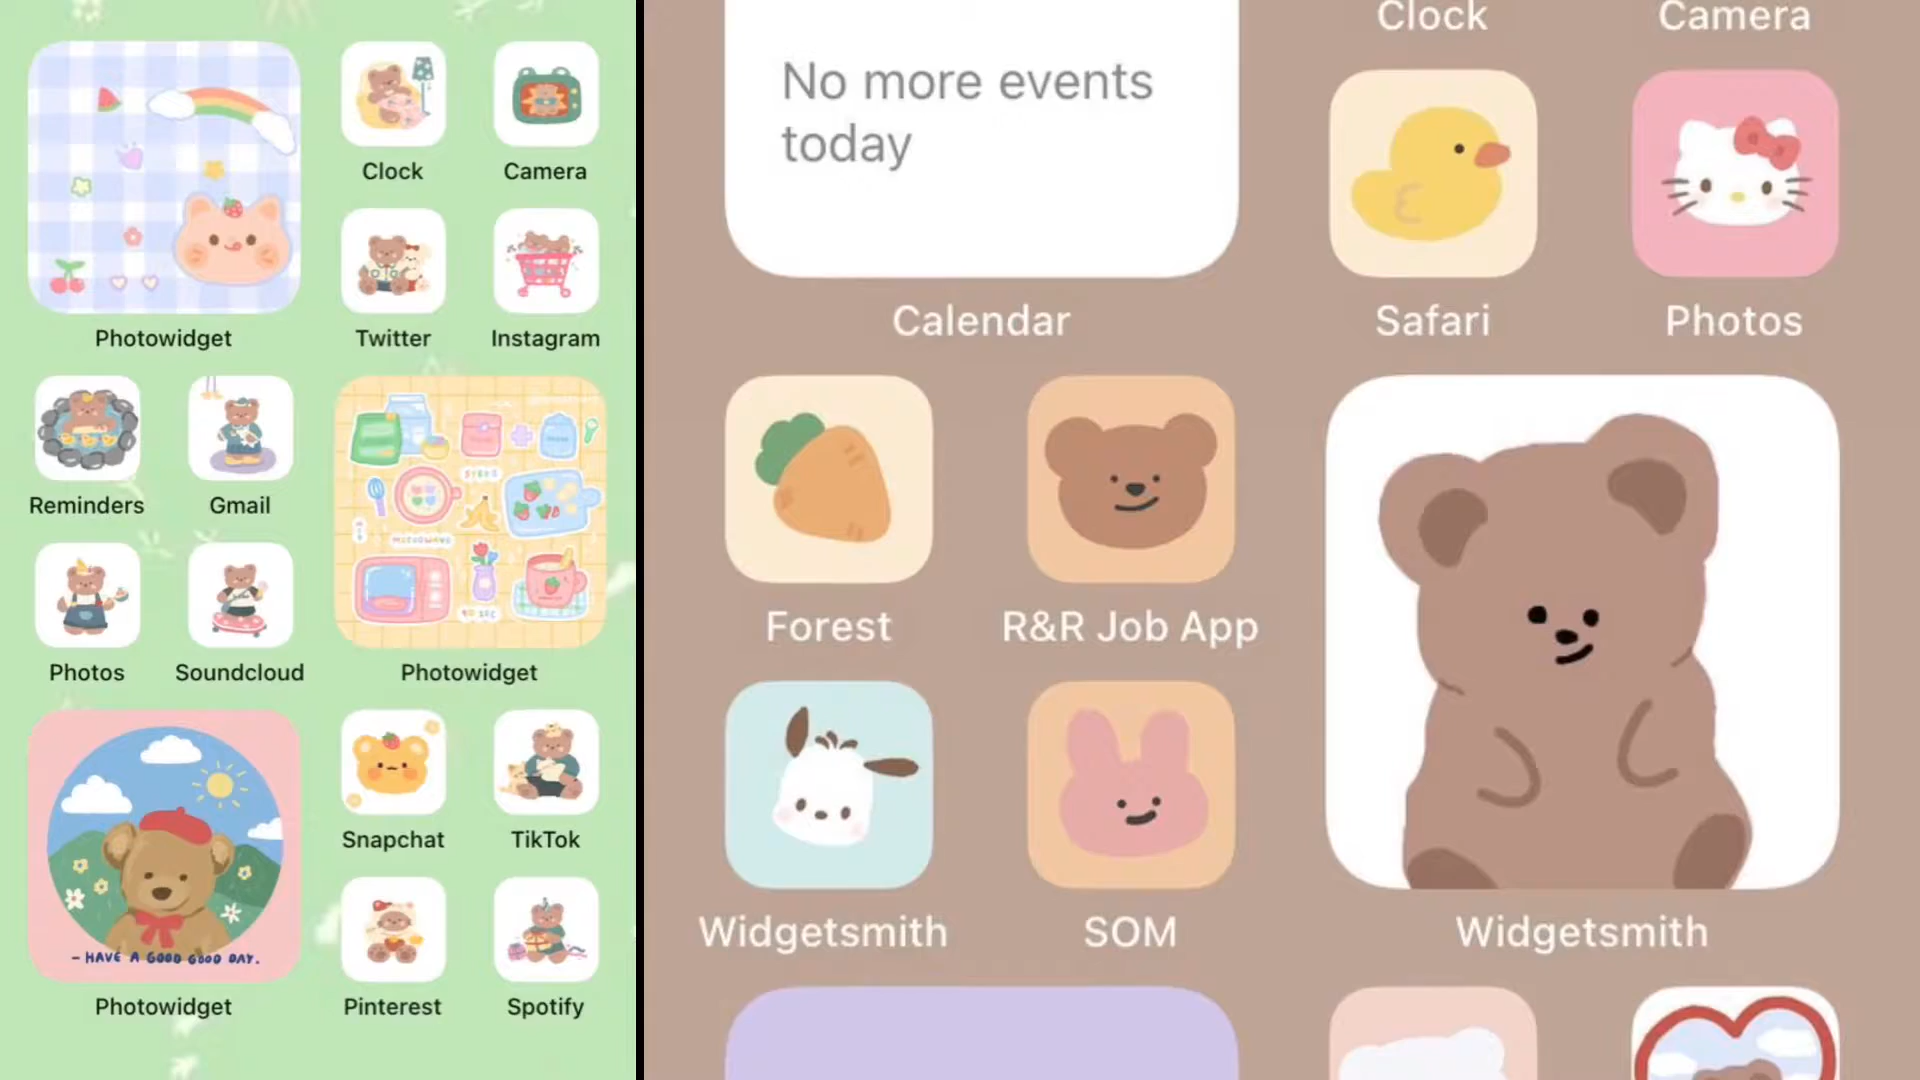 Clock
Camera
Twitter
Instagram
Photowidget
Reminders
Gmail
MICROWAVE
Photos
Soundcloud
Photowidget
- HAVE A GOOD GOOD DAY.
Snapchat
TikTok
Photowidget
Pinterest
Spotify
Clock
Camera
No more events
today
Calendar
Safari
Photos
Forest
R&R Job App
Widgetsmith
SOM
Widgetsmith